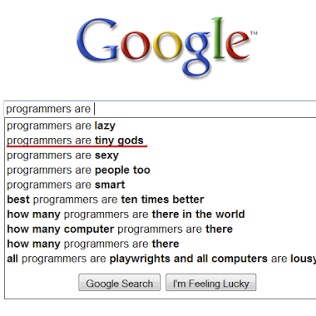 Google™
programmers are
programmers are lazy
programmers are tiny gods
programmers are sexy
programmers are people too
programmers are smart
best programmers are ten times better
how many programmers are there in the world
how many computer programmers are there
how many programmers are there
all programmers are playwrights and all computers are lousy
Google Search I'm Feeling Lucky